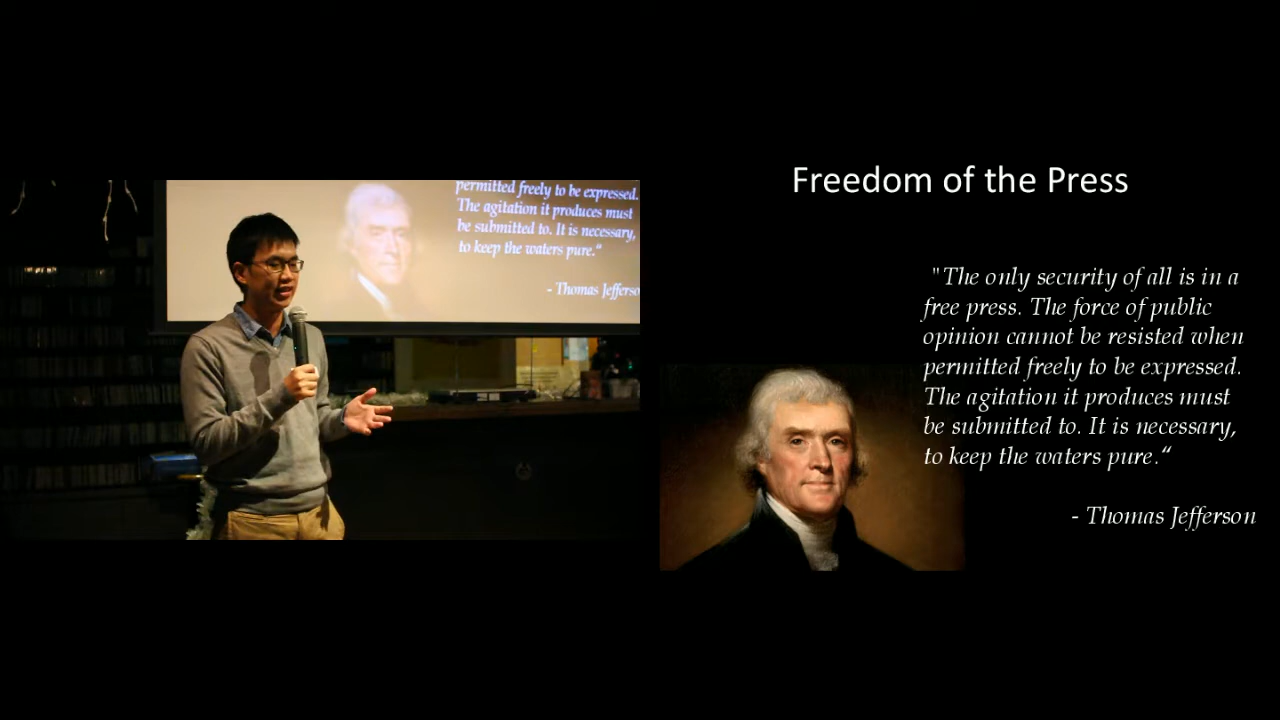 permitted freely to be expressed.
The agitation it produces must
be submitted to. It is necessary,
to keep the waters pure.“
- Thomas Jefferso
Freedom of the Press
"The only security of all is in a
free press. The force of public
opinion cannot be resisted when
permitted freely to be expressed.
The agitation it produces must
be submitted to. It is necessary,
to keep the waters pure.“
- Thomas Jefferson